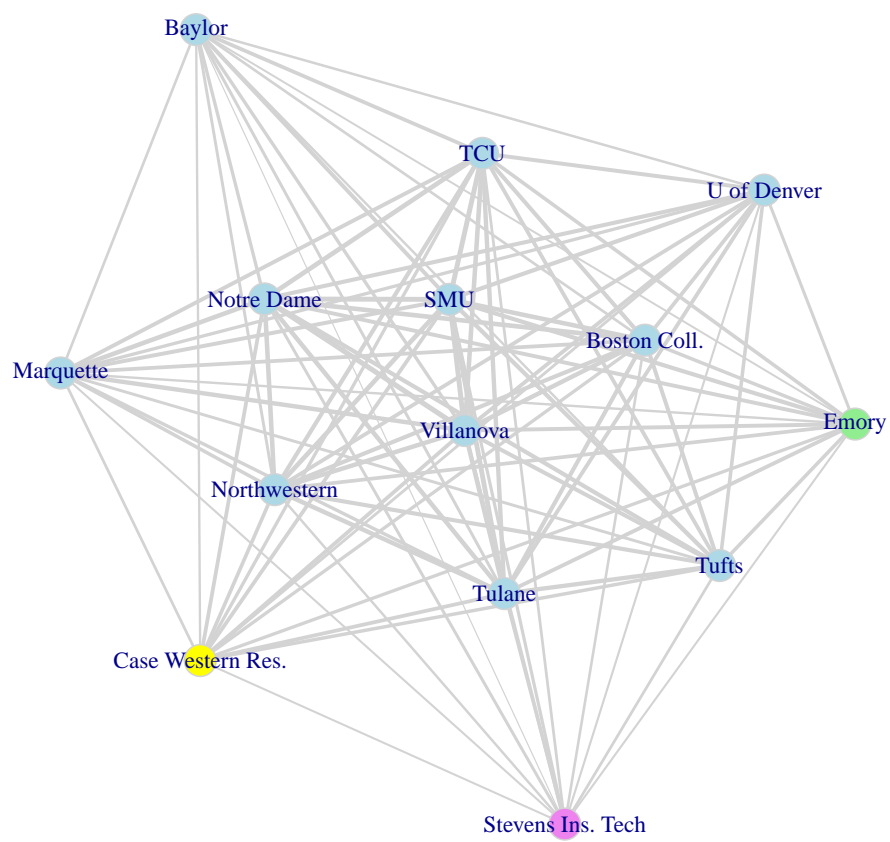 Baylor
TCU
U of Denver
Notre Dame
SMU
Boston Coll.
Marquette
Emory
Villanova
Northwestern
Tufts
Tulane
Case Western Res.
Stevens Ins. Tech